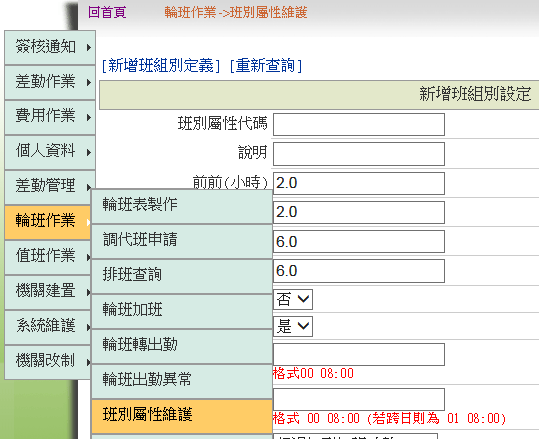 回首頁 輪班作業->班別屬性維護
簽核通知
差勤作業
費用作業
個人資料
差勤管理
輪班作業
值班作業
機關建置
系統維護
機關改制
輪班表製作
調代班申請
排班查詢
輪班加班
輪班轉出勤
輪班出勤異常
班別屬性維護
[新增班組別定義] [重新查詢]
新增班組別設定
班別屬性代碼
說明
前前(小時) 2.0
2.0
6.0
6.0
否
是
格式00 08:00
格式 00 08:00 (若跨日期為 01 08:00)